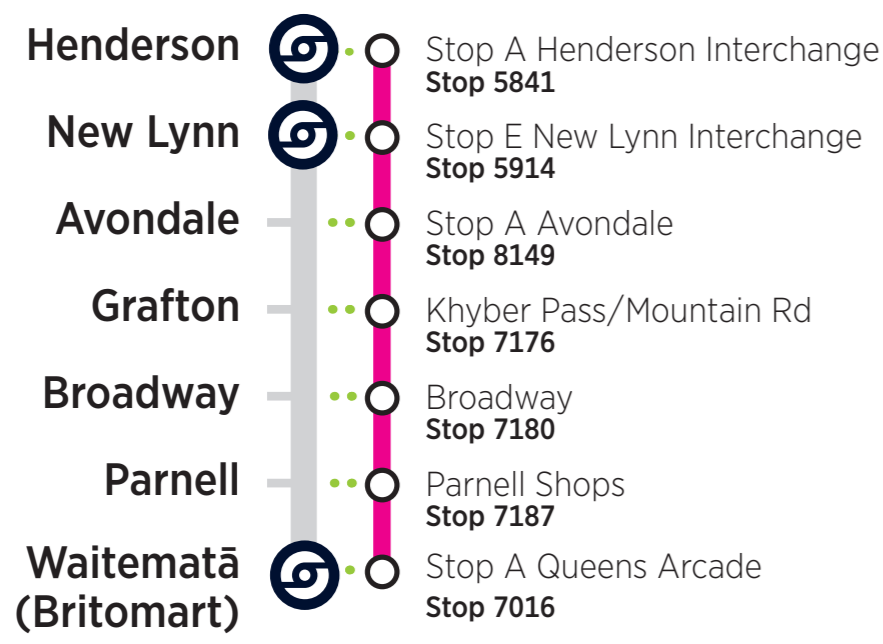 Henderson
Stop A Henderson Interchange
Stop 5841
New Lynn
Stop E New Lynn Interchange
Stop 5914
Avondale
Stop A Avondale
Stop 8149
Grafton
Khyber Pass/Mountain Rd
Stop 7176
Broadway
Broadway
Stop 7180
Parnell
Parnell Shops
Stop 7187
Waitematā
(Britomart)
Stop A Queens Arcade
Stop 7016